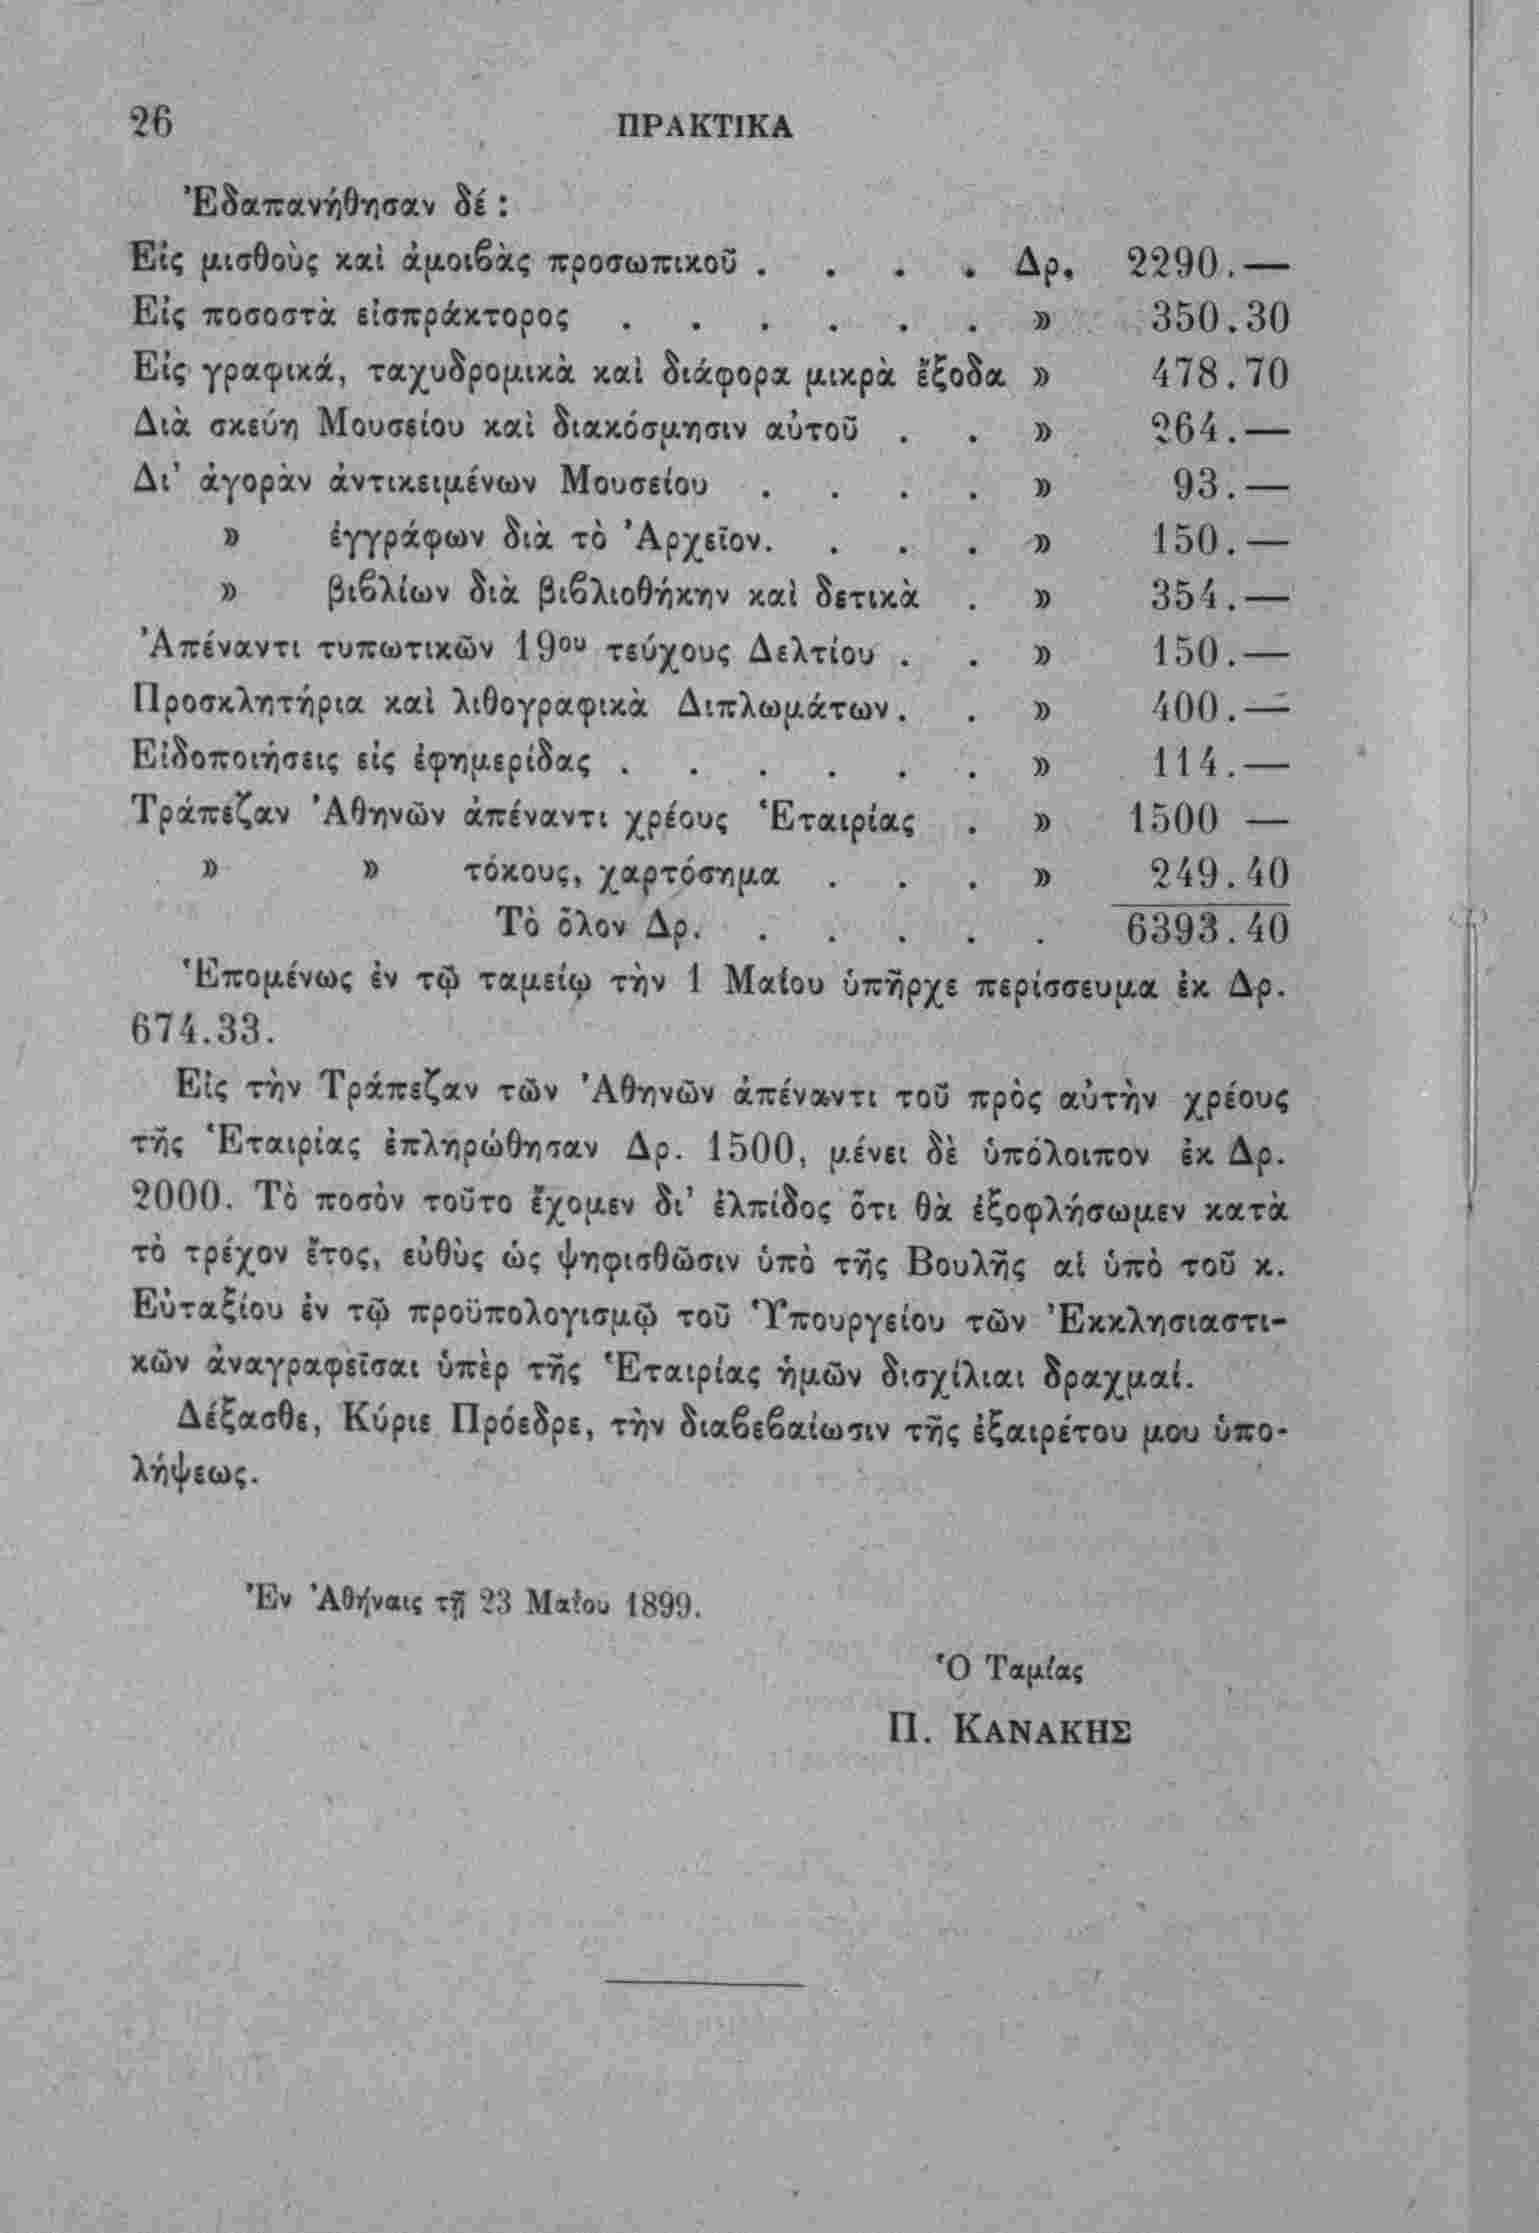 26 ΠΡΑΚΤΙΚΑ
Ἐδαπανήθησαν δέ :
Εἰς μισθοὺς καὶ ἀμοιβὰς προσωπικοῦ . . . . Δρ. 2290.—
Εἰς ποσοστὰ εἰσπράκτορος . . . . . . » 350.30
Εἰς γραφικά, ταχυδρομικὰ καὶ διάφορα μικρὰ ἔξοδα » 478.70
Διὰ σκεύη Μουσείου καὶ διακόσμησιν αὐτοῦ . . » 264.—
Δι' ἀγορὰν ἀντικειμένων Μουσείου . . . . » 93.—
» ἐγγράφων διὰ τὸ Ἀρχεῖον. . . . » 150.—
» βιβλίων διὰ βιβλιοθήκην καὶ δετικὰ . » 354.—
Ἀπέναντι τυπωτικῶν 19ου τεύχους Δελτίου . . » 150.—
Προσκλητήρια καὶ λιθογραφικὰ Διπλωμάτων. . » 400.—
Εἰδοποιήσεις εἰς ἐφημερίδας . . . . . . » 114.—
Τράπεζαν Ἀθηνῶν ἀπέναντι χρέους Ἑταιρίας . » 1500 —
» » τόκους, χαρτόσημα . . . » 249.40
Τὸ ὅλον Δρ. . . . . . 6393.40
Ἑπομένως ἐν τῷ ταμείῳ τὴν 1 Μαΐου ὑπῆρχε περίσσευμα ἐκ Δρ.
674.33.
Εἰς τὴν Τράπεζαν τῶν Ἀθηνῶν ἀπέναντι τοῦ πρὸς αὐτὴν χρέους
τῆς Ἑταιρίας ἐπληρώθησαν Δρ. 1500, μένει δὲ ὑπόλοιπον ἐκ Δρ.
2000. Τὸ ποσὸν τοῦτο ἔχομεν δι' ἐλπίδος ὅτι θὰ ἐξοφλήσωμεν κατὰ
τὸ τρέχον ἔτος, εὐθὺς ὡς ψηφισθῶσιν ὑπὸ τῆς Βουλῆς αἱ ὑπὸ τοῦ κ.
Εὐταξίου ἐν τῷ προϋπολογισμῷ τοῦ Ὑπουργείου τῶν Ἐκκλησιαστι-
κῶν ἀναγραφεῖσαι ὑπὲρ τῆς Ἑταιρίας ἡμῶν δισχίλιαι δραχμαί.
Δέξασθε, Κύριε Πρόεδρε, τὴν διαβεβαίωσιν τῆς ἐξαιρέτου μου ὑπο-
λήψεως.
Ἐν Ἀθήναις τῇ 23 Μαΐου 1899.
Ὁ Ταμίας
Π. ΚΑΝΑΚΗΣ